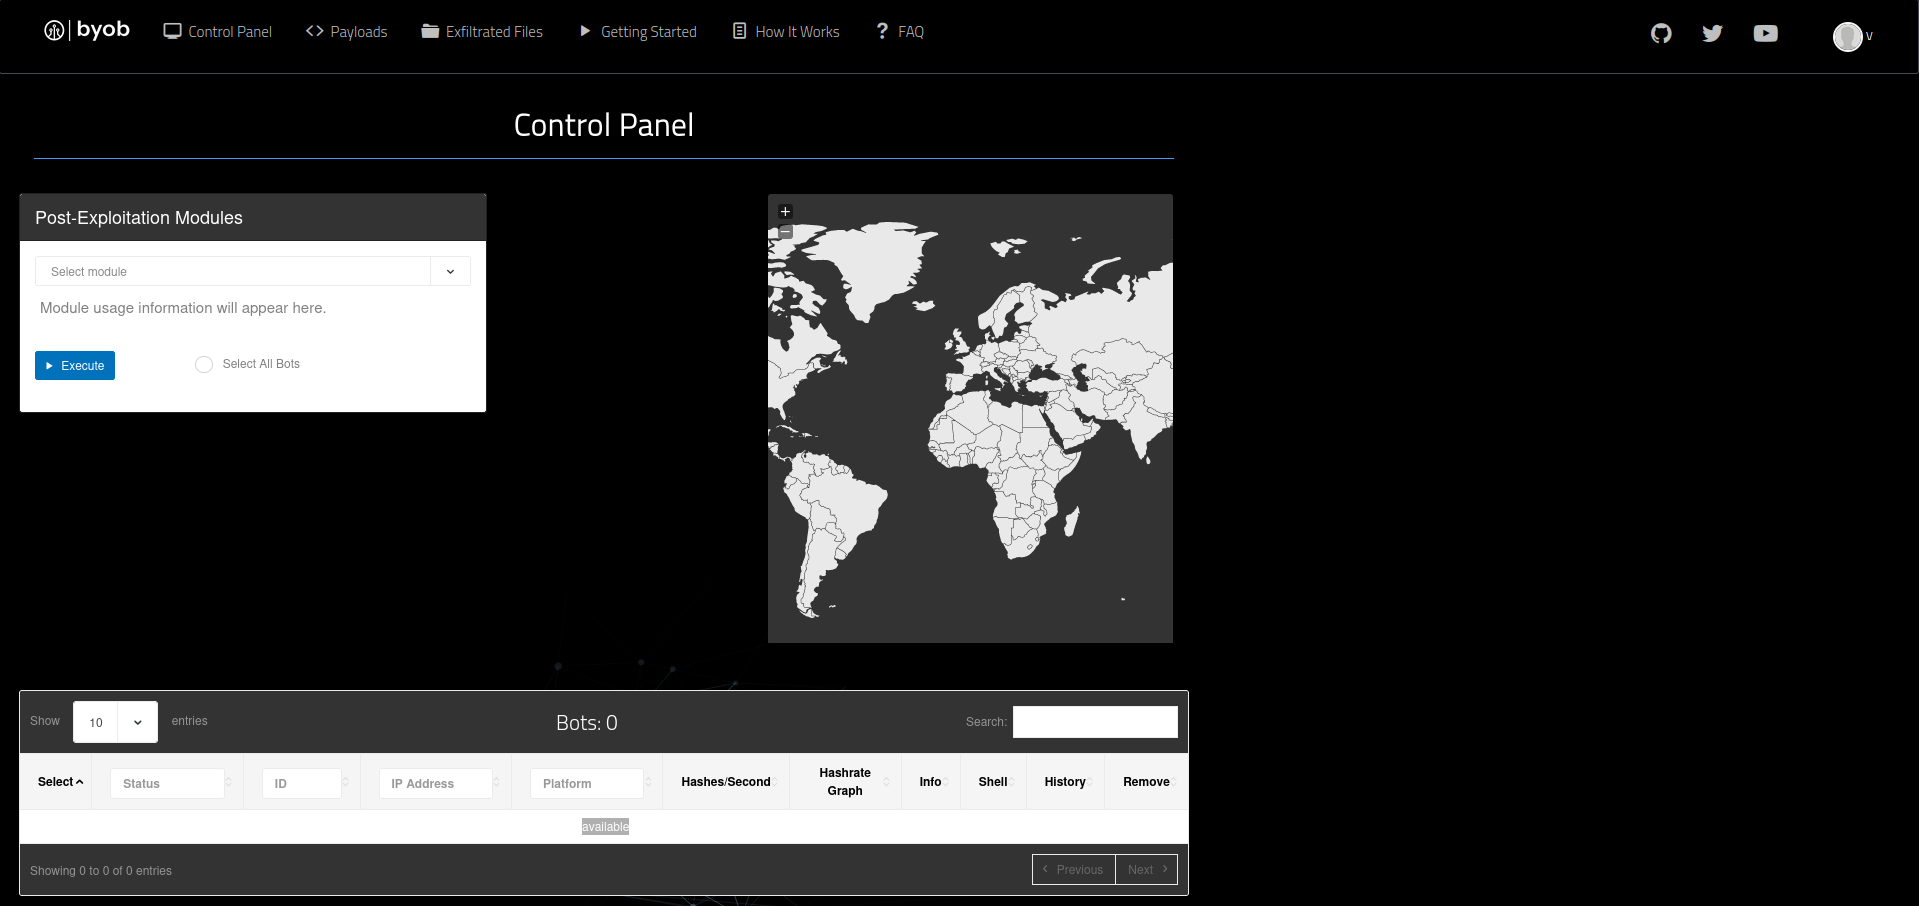 byob
Control Panel
Payloads
Exfiltrated Files
Getting Started
How It Works
FAQ
v
Control Panel
Post-Exploitation Modules
Select module
Module usage information will appear here.
Execute
Select All Bots
+
−
Show 10 entries
Bots: 0
Search:
Select
Status
ID
IP Address
Platform
Hashes/Second
Hashrate
Graph
Info
Shell
History
Remove
available
Showing 0 to 0 of 0 entries
Previous
Next